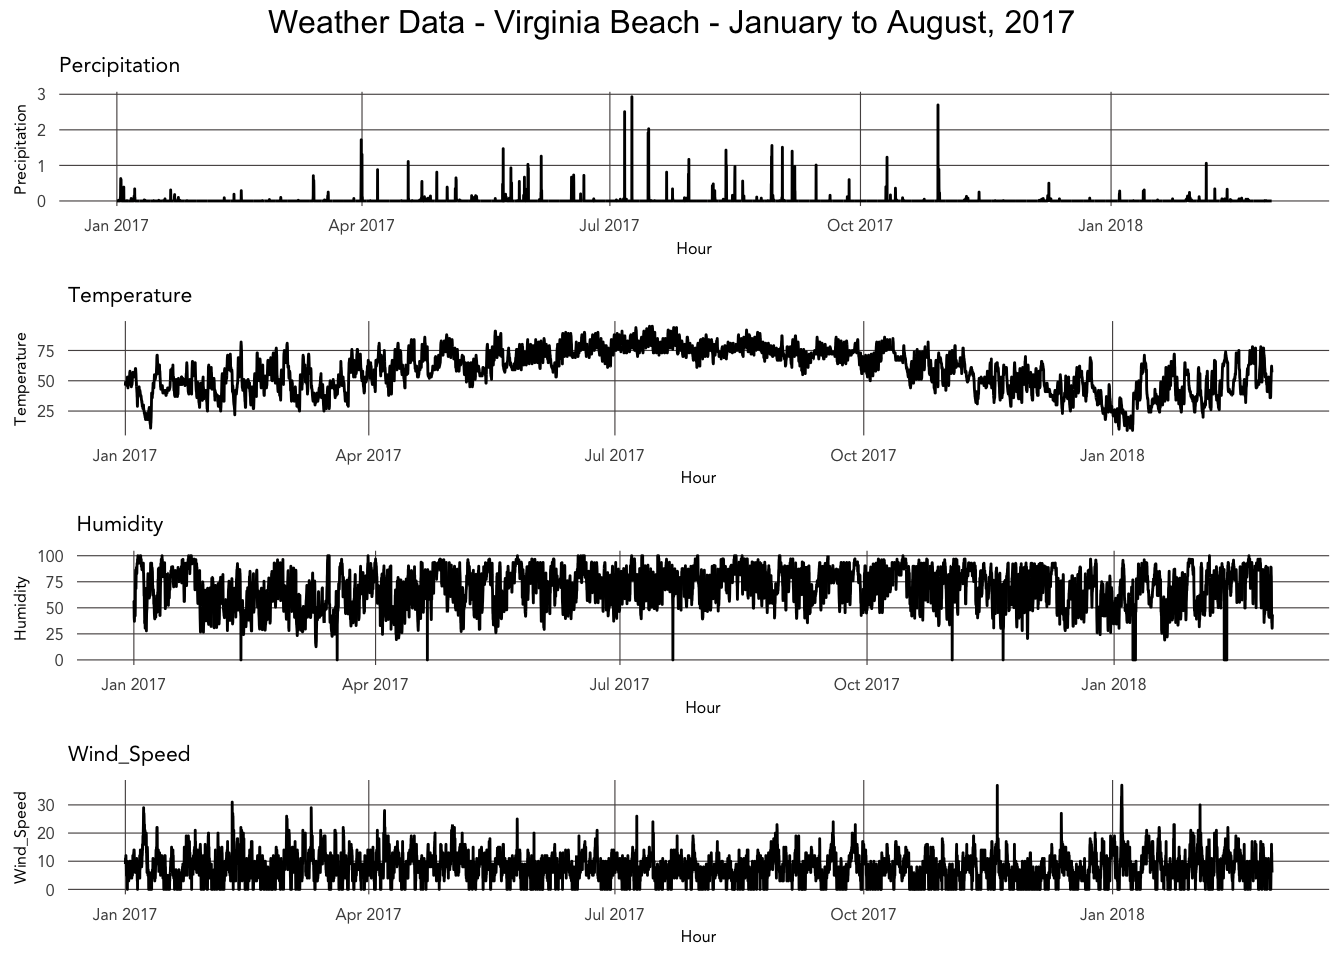 Weather Data - Virginia Beach - January to August, 2017
Percipitation
Precipitation
3
2
1
0
Jan 2017 Apr 2017 Jul 2017 Oct 2017 Jan 2018
Hour
Temperature
Temperature
75
50
25
Jan 2017 Apr 2017 Jul 2017 Oct 2017 Jan 2018
Hour
Humidity
Humidity
100
75
50
25
0
Jan 2017 Apr 2017 Jul 2017 Oct 2017 Jan 2018
Hour
Wind_Speed
Wind_Speed
30
20
10
0
Jan 2017 Apr 2017 Jul 2017 Oct 2017 Jan 2018
Hour